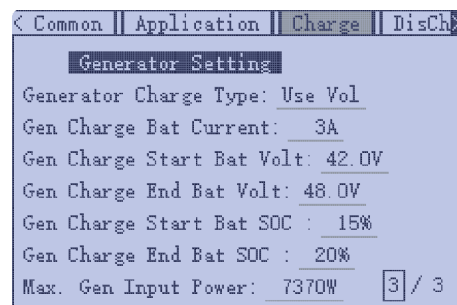 < Common Application Charge DisCh
Generator Setting
Generator Charge Type: Use Vol
Gen Charge Bat Current: 3A
Gen Charge Start Bat Volt: 42.0V
Gen Charge End Bat Volt: 48.0V
Gen Charge Start Bat SOC : 15%
Gen Charge End Bat SOC : 20%
Max. Gen Input Power: 7370W 3 / 3